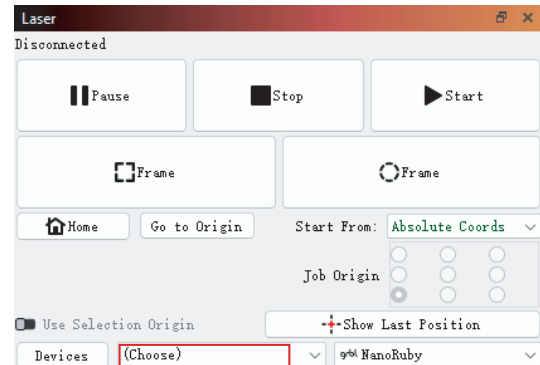 Laser
Disconnected
Pause Stop Start
Frame Frame
Home Go to Origin Start From: Absolute Coords
Job Origin
Use Selection Origin Show Last Position
Devices (Choose) grbl NanoRuby